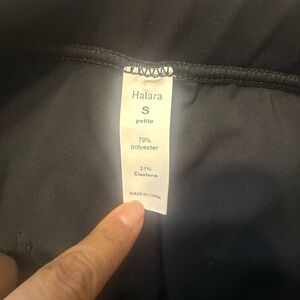 Halara
S
petite
79%
polyester
21%
Elastane
MADE IN CHINA